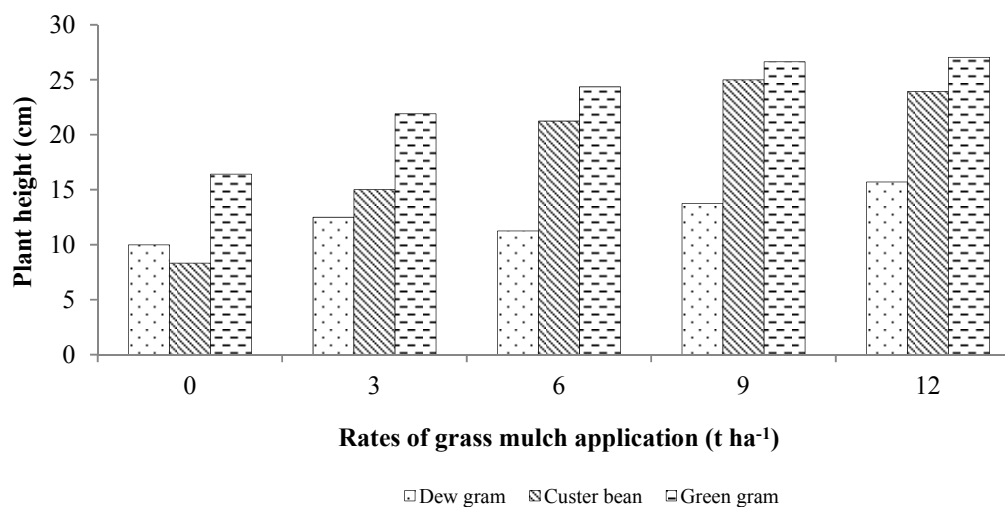 30
25
20
15
10
5
0
Plant height (cm)
0 3 6 9 12
Rates of grass mulch application (t ha⁻¹)
Dew gram Custer bean Green gram